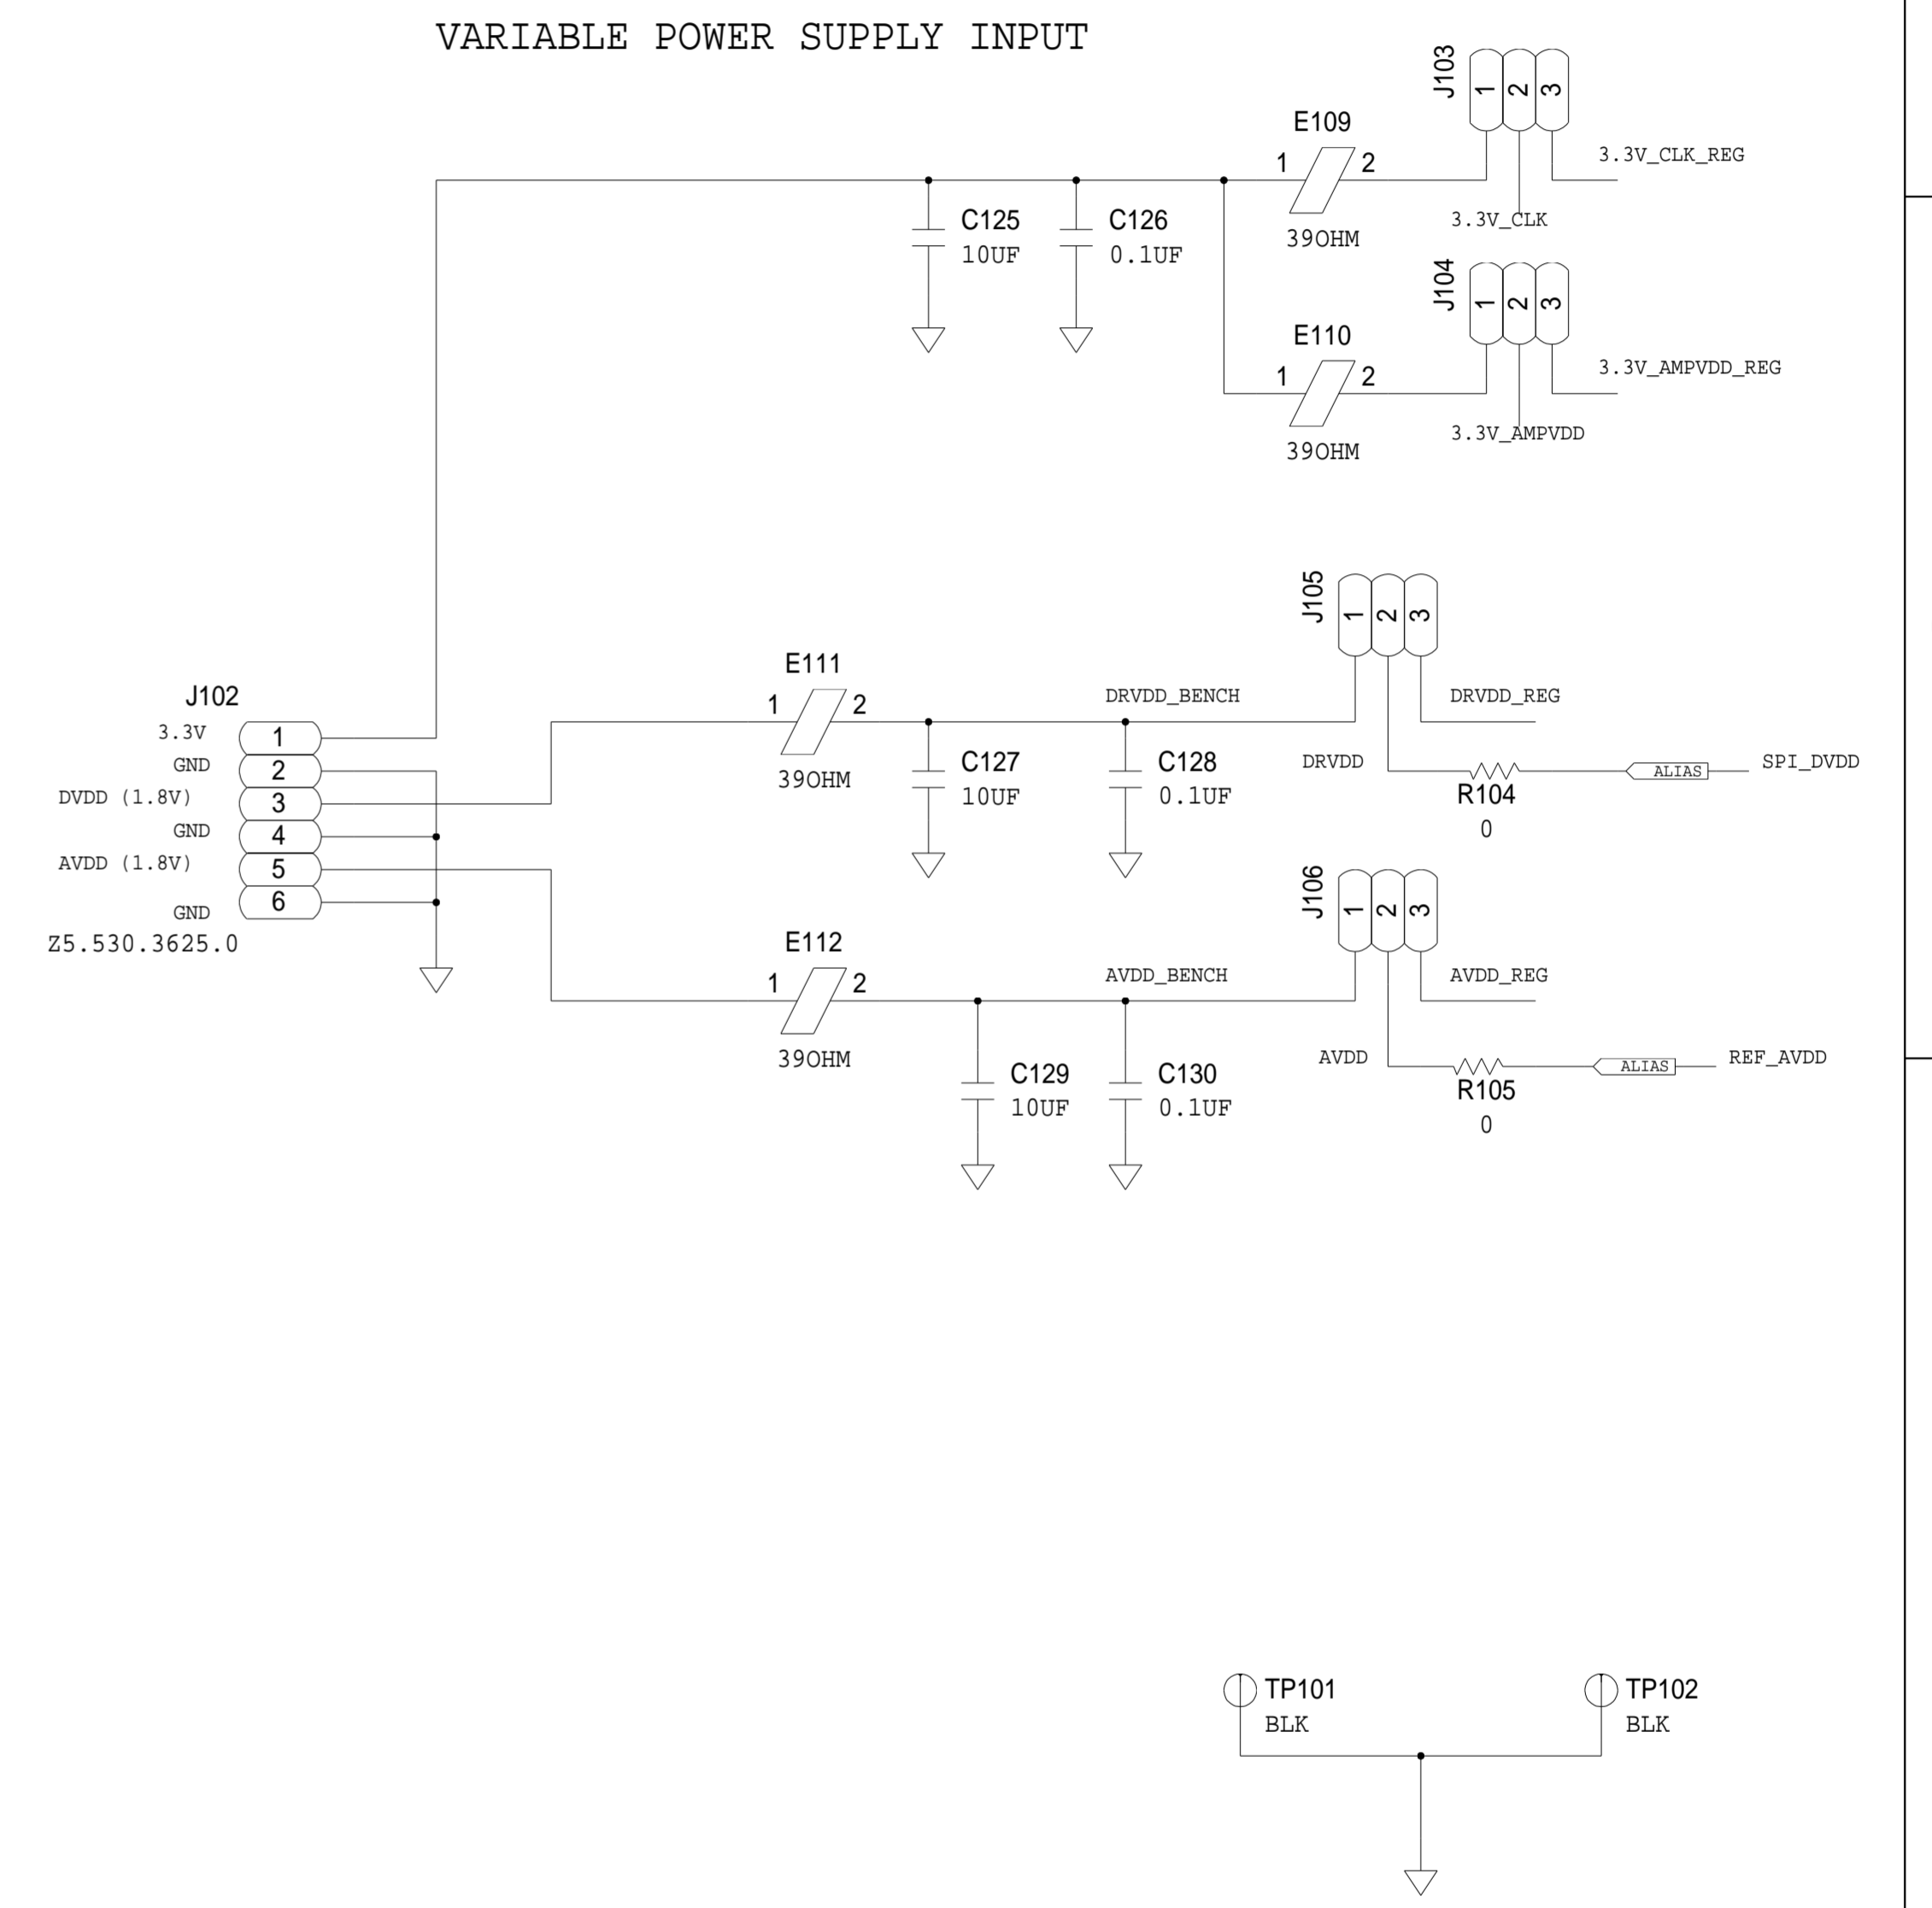 VARIABLE POWER SUPPLY INPUT
J103
1 2 3
E109
1 2
39OHM
3.3V_CLK_REG
3.3V_CLK
C125
10UF
C126
0.1UF
J104
1 2 3
E110
1 2
39OHM
3.3V_AMPVDD_REG
3.3V_AMPVDD
J105
1 2 3
E111
1 2
39OHM
DRVDD_BENCH
DRVDD_REG
C127
10UF
C128
0.1UF
DRVDD
R104
0
ALIAS
SPI_DVDD
J102
3.3V 1
GND 2
DVDD (1.8V) 3
GND 4
AVDD (1.8V) 5
GND 6
Z5.530.3625.0
J106
1 2 3
E112
1 2
39OHM
AVDD_BENCH
AVDD_REG
C129
10UF
C130
0.1UF
AVDD
R105
0
ALIAS
REF_AVDD
TP101
BLK
TP102
BLK